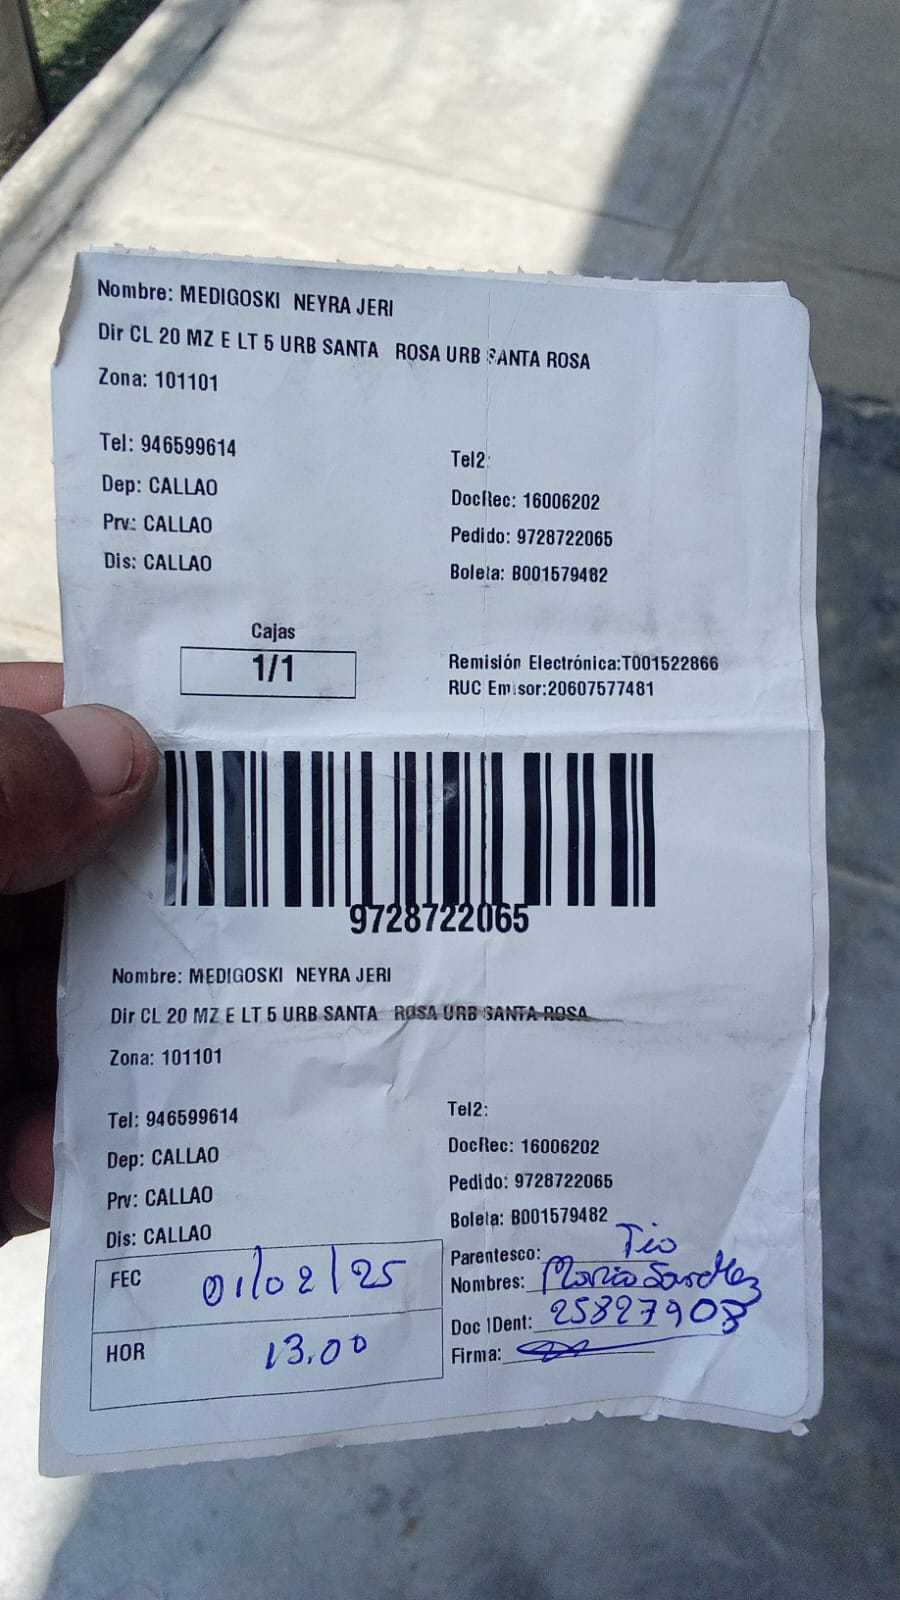 Nombre: MEDIGOSKI NEYRA JERI
Dir CL 20 MZ E LT 5 URB SANTA ROSA URB SANTA ROSA
Zona: 101101
Tel: 946599614
Tel2:
Dep: CALLAO
DocRec: 16006202
Prv: CALLAO
Pedido: 9728722065
Dis: CALLAO
Boleta: B001579482
Cajas
1/1
Remisión Electrónica:T001522866
RUC Emisor:20607577481
9728722065
Nombre: MEDIGOSKI NEYRA JERI
Dir CL 20 MZ E LT 5 URB SANTA ROSA URB SANTA ROSA
Zona: 101101
Tel: 946599614
Tel2:
Dep: CALLAO
DocRec: 16006202
Prv: CALLAO
Pedido: 9728722065
Dis: CALLAO
Boleta: B001579482
FEC 01/02/25
HOR 13.00
Parentesco: Tio
Nombres: Mario
Doc IDent: 25827908
Firma: